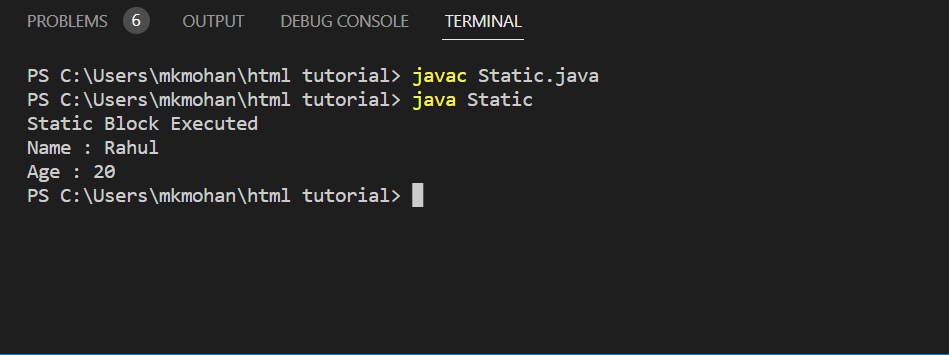 PROBLEMS 6 OUTPUT DEBUG CONSOLE TERMINAL
PS C:\Users\mkmohan\html tutorial> javac Static.java
PS C:\Users\mkmohan\html tutorial> java Static
Static Block Executed
Name : Rahul
Age : 20
PS C:\Users\mkmohan\html tutorial>